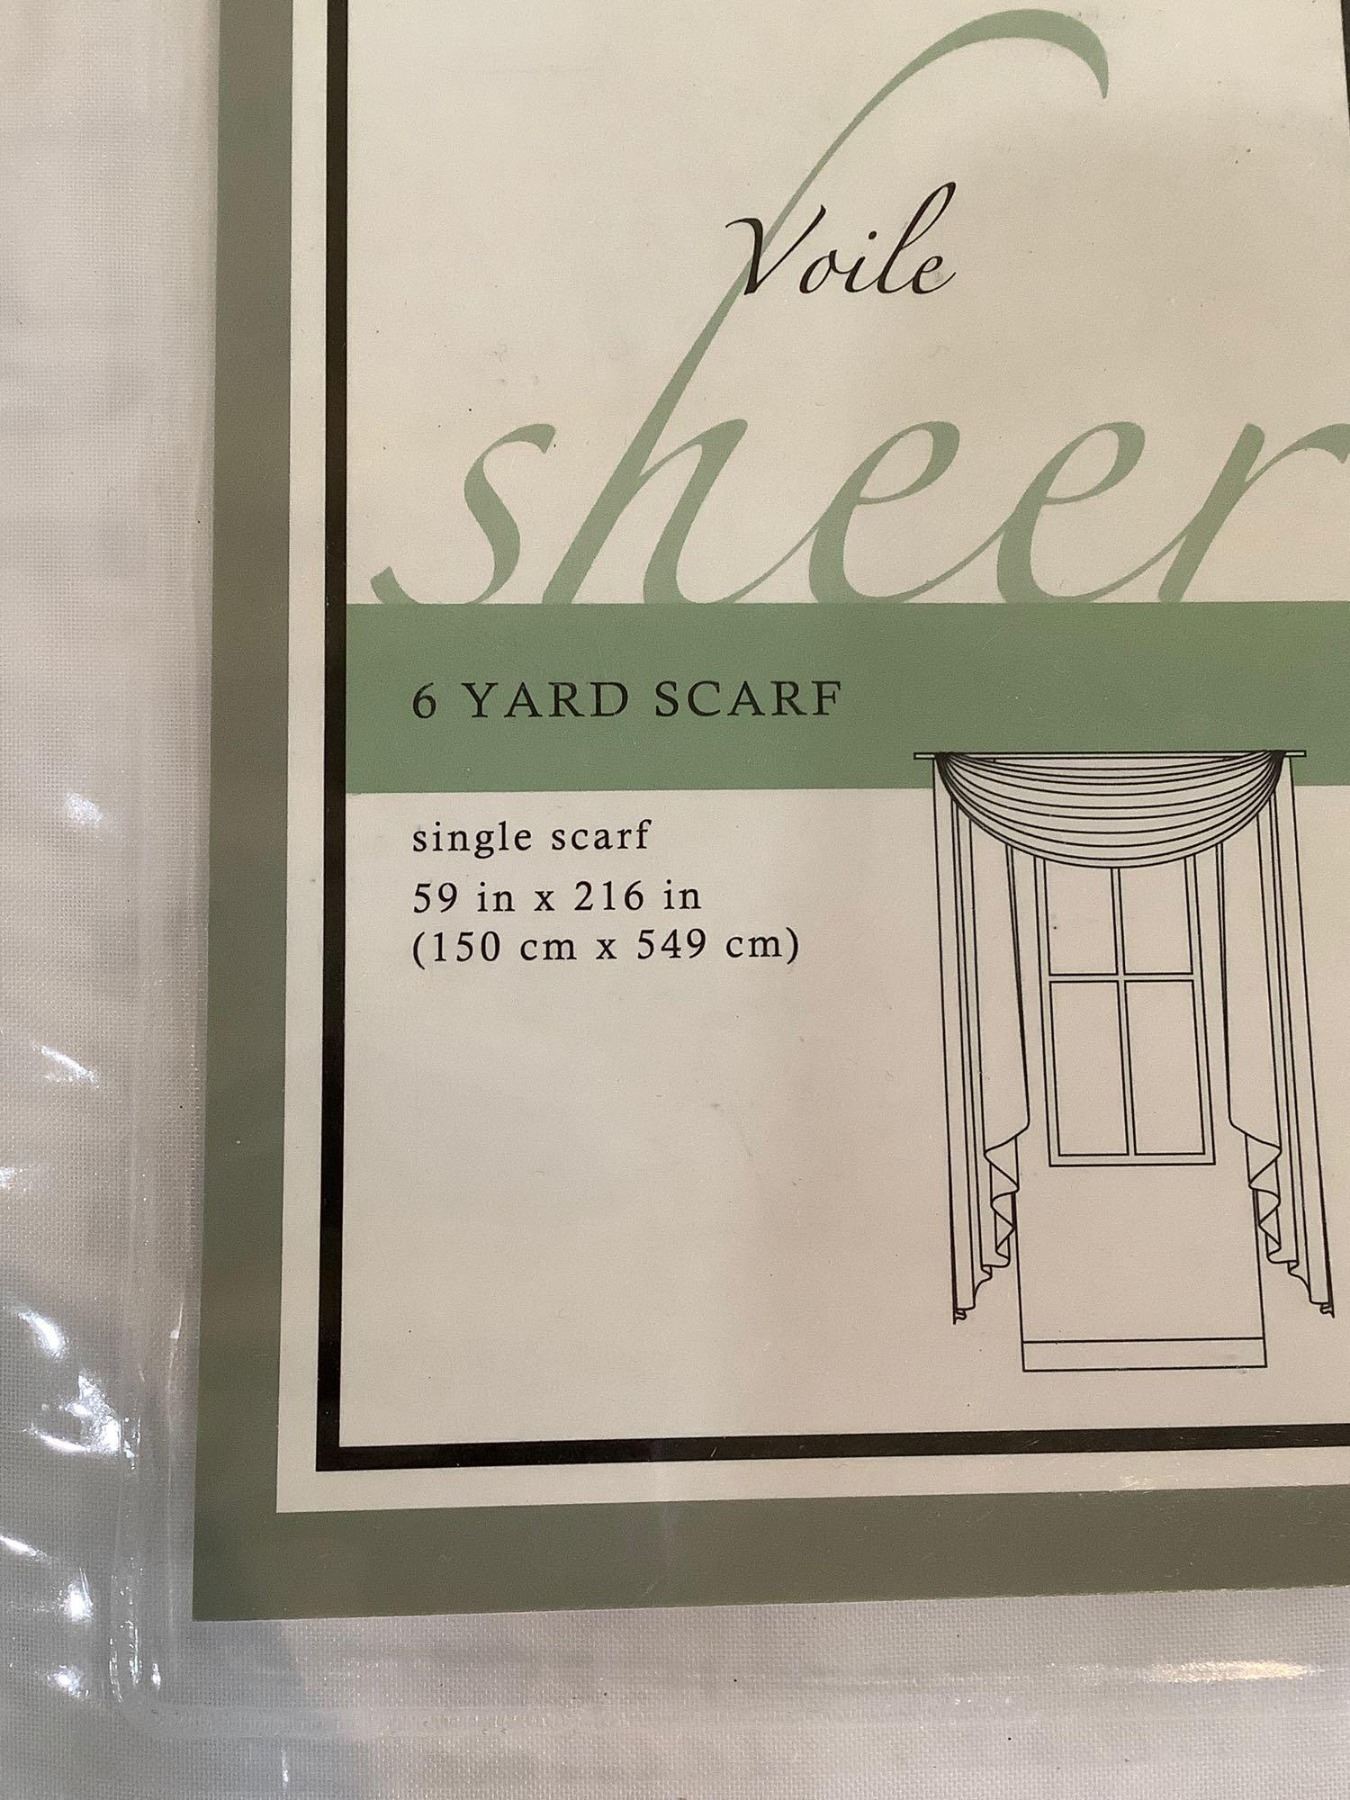 Voile
sheer
6 YARD SCARF
single scarf
59 in x 216 in
(150 cm x 549 cm)